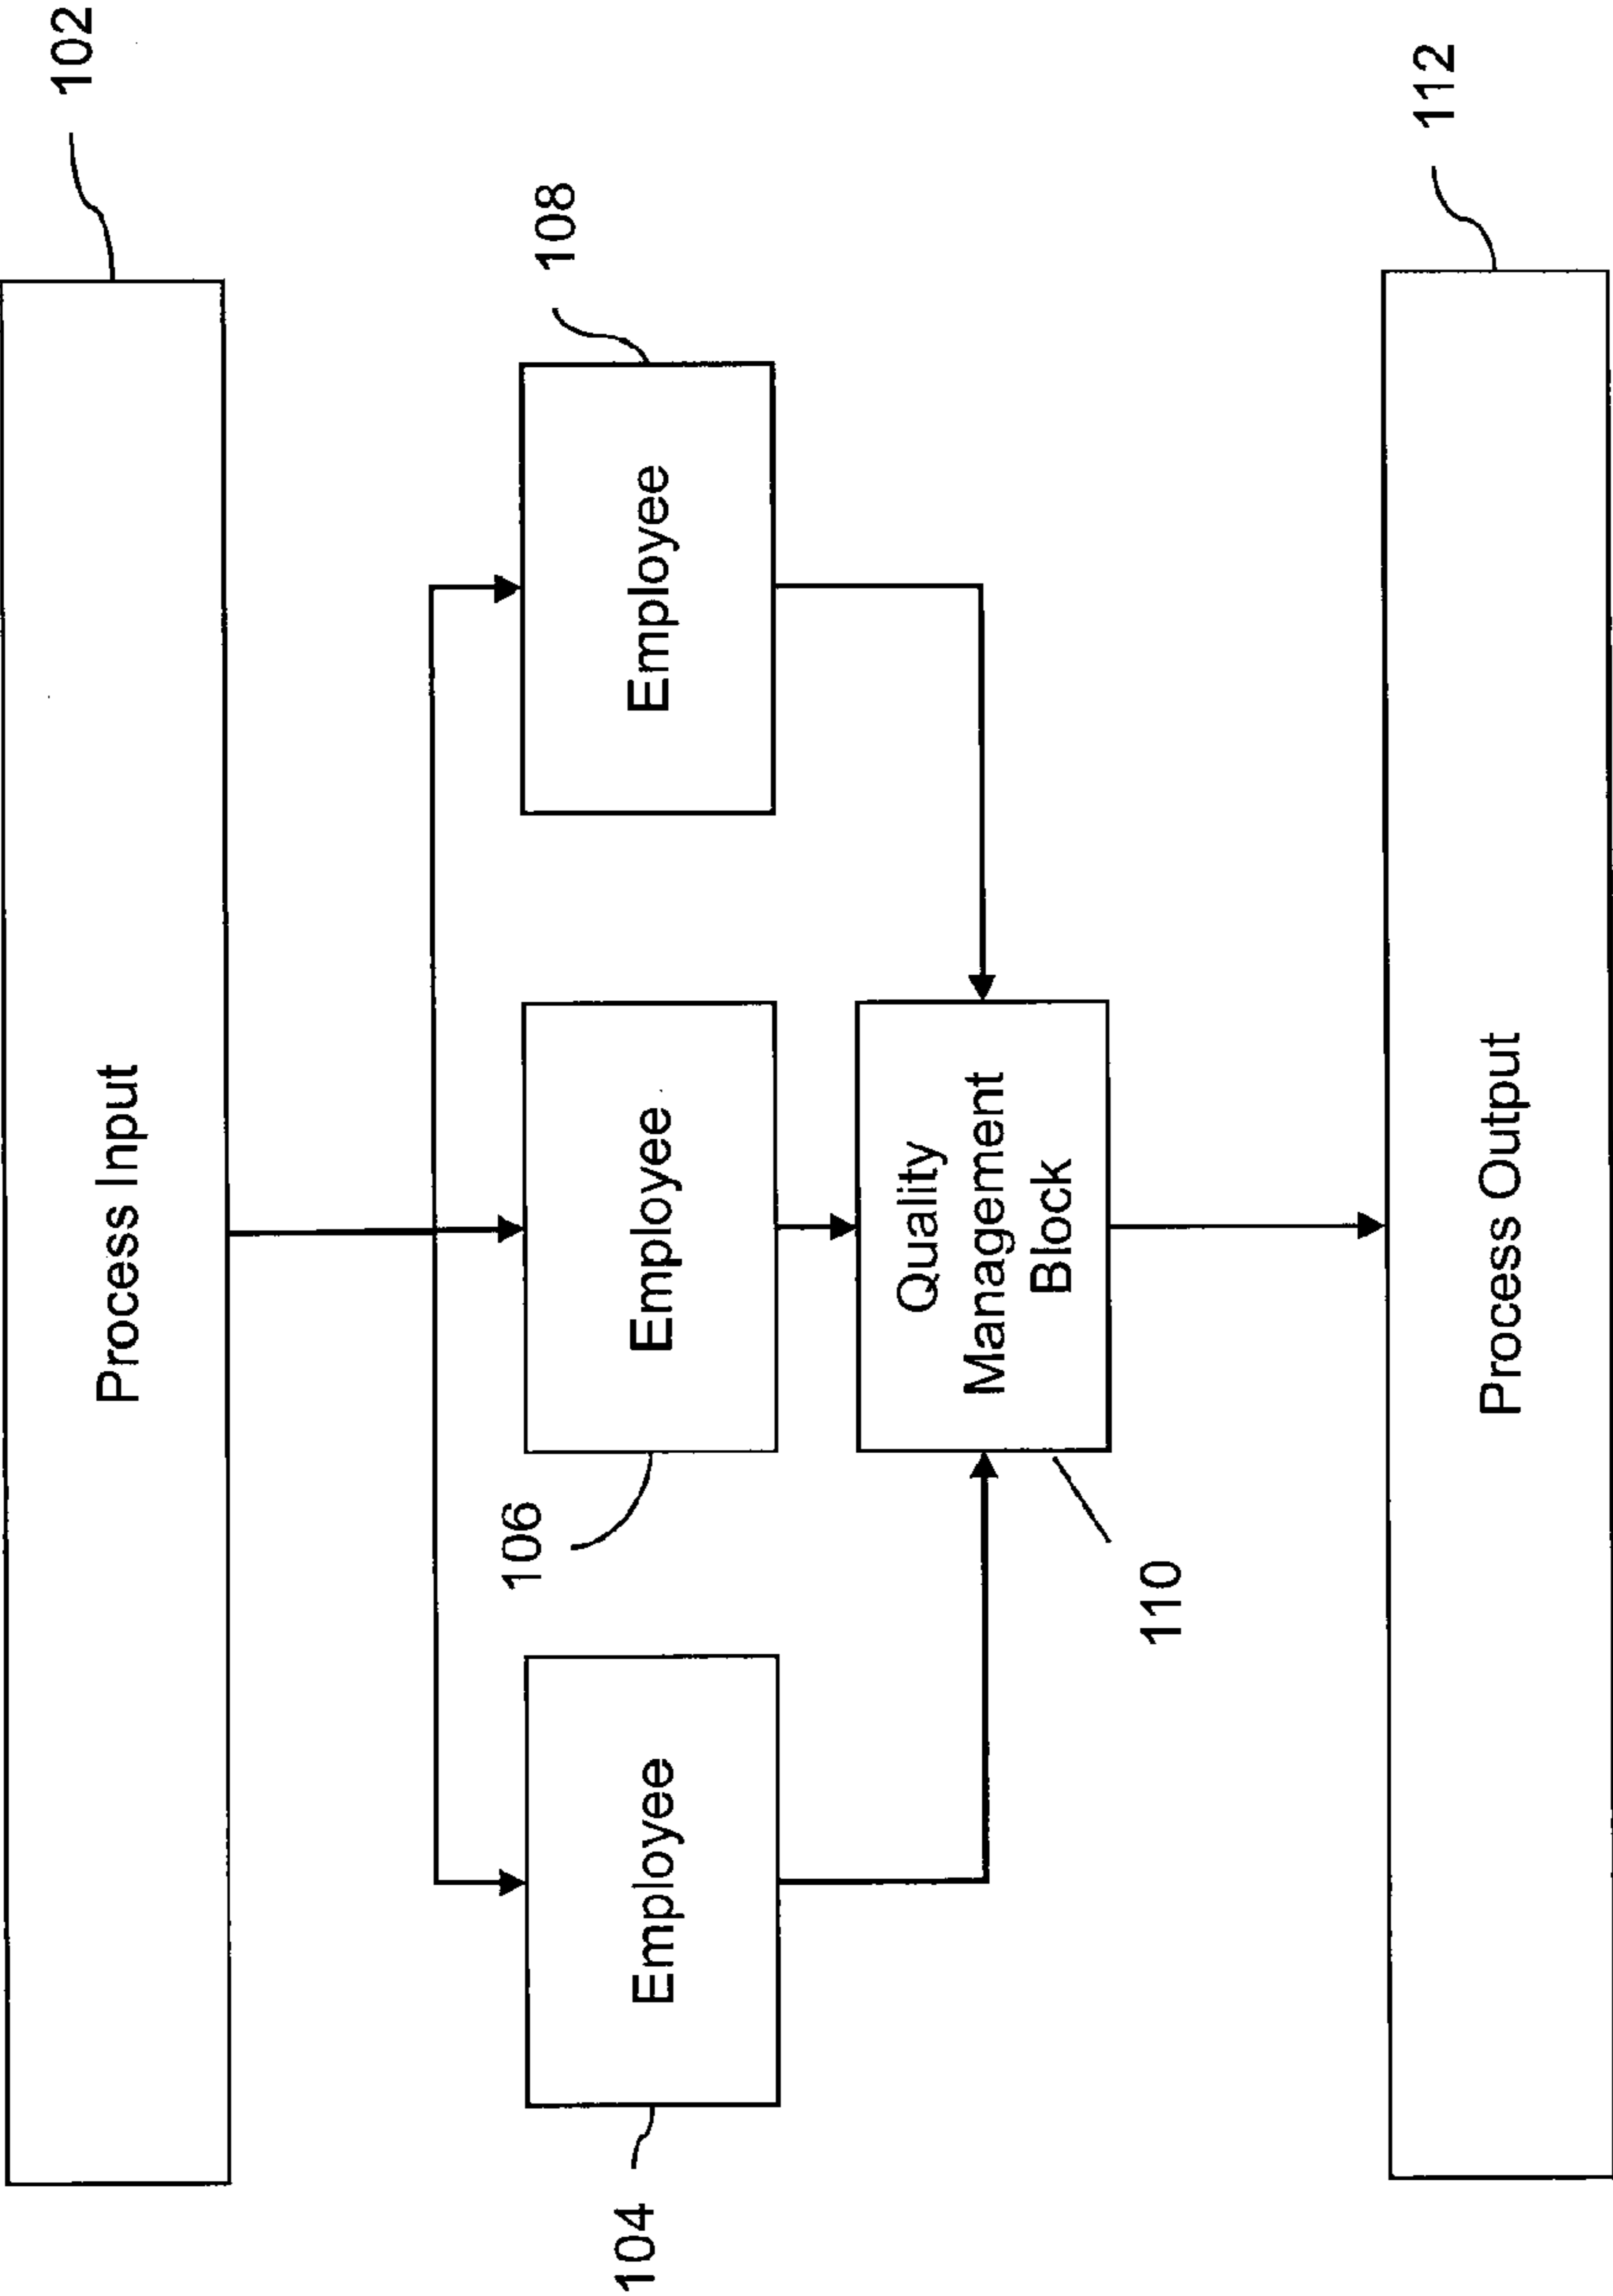 102
Process Input
104
Employee
106
Employee
108
Employee
110
Quality
Management
Block
Process Output
112